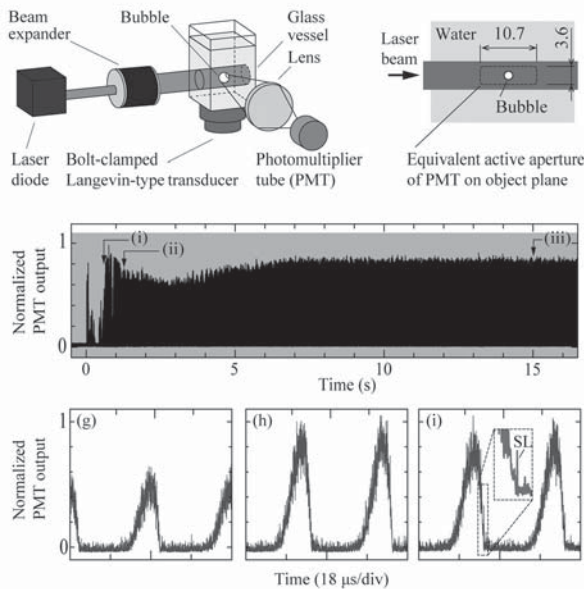 Beam
expander
Bubble
Glass
vessel
Lens
Laser
diode
Bolt-clamped
Langevin-type transducer
Photomultiplier
tube (PMT)
Laser
beam
Water
10.7
3.6
Bubble
Equivalent active aperture
of PMT on object plane
Normalized
PMT output
1
0
(i)
(ii)
(iii)
0
5
10
15
Time (s)
Normalized
PMT output
1
0
(g)
(h)
(i)
SL
Time (18 µs/div)